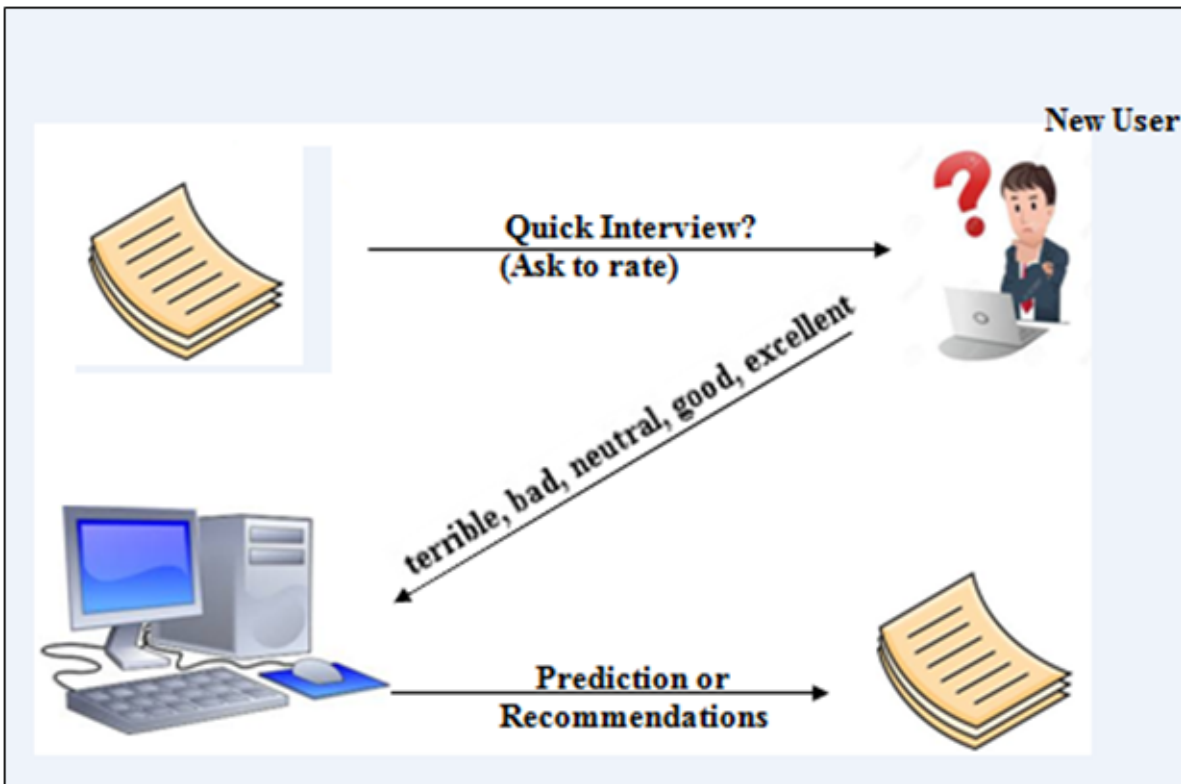 New User
Quick Interview?
(Ask to rate)
terrible, bad, neutral, good, excellent
Prediction or
Recommendations